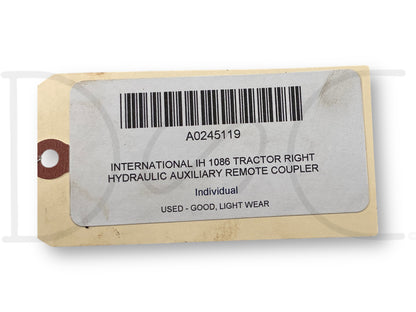 A0245119
INTERNATIONAL IH 1086 TRACTOR RIGHT
HYDRAULIC AUXILIARY REMOTE COUPLER
Individual
USED - GOOD, LIGHT WEAR